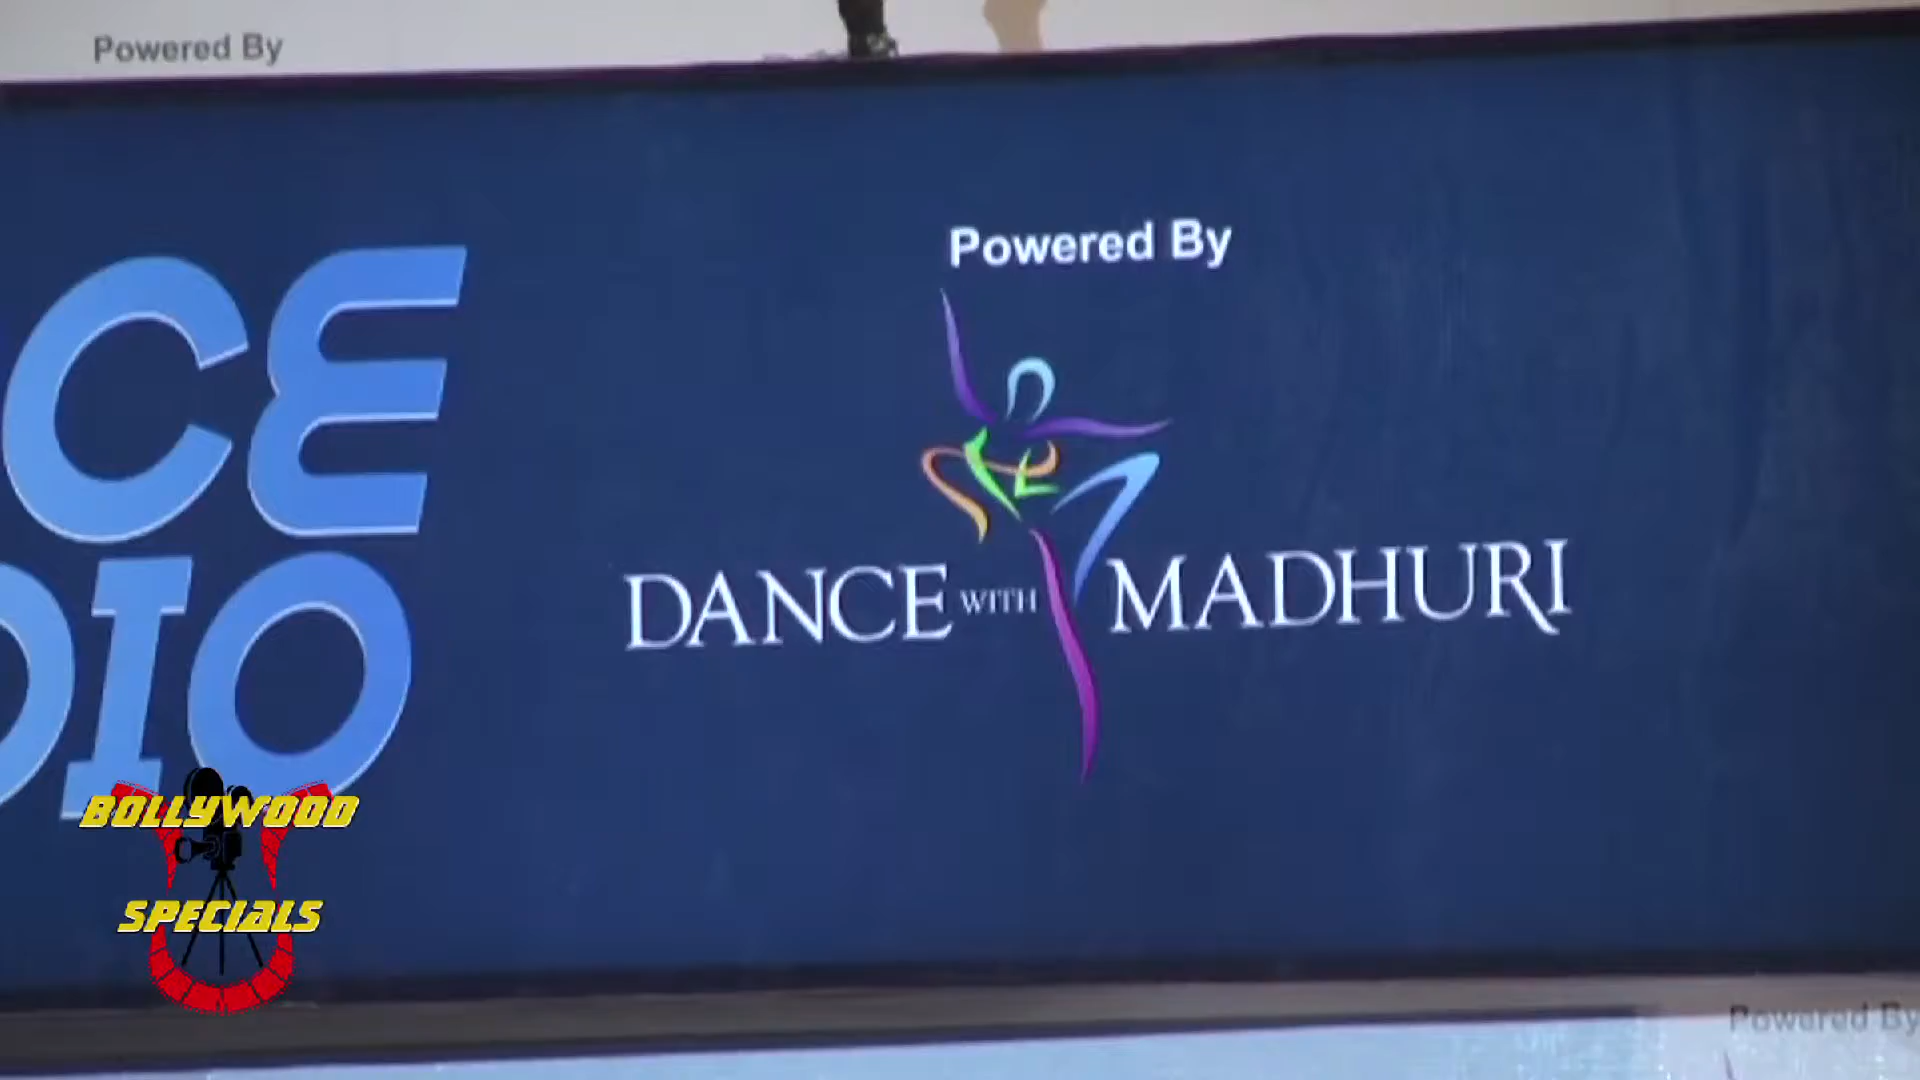 Powered By
Powered By
CE
DIO
DANCE WITH MADHURI
BOLLYWOOD
SPECIALS
Powered By